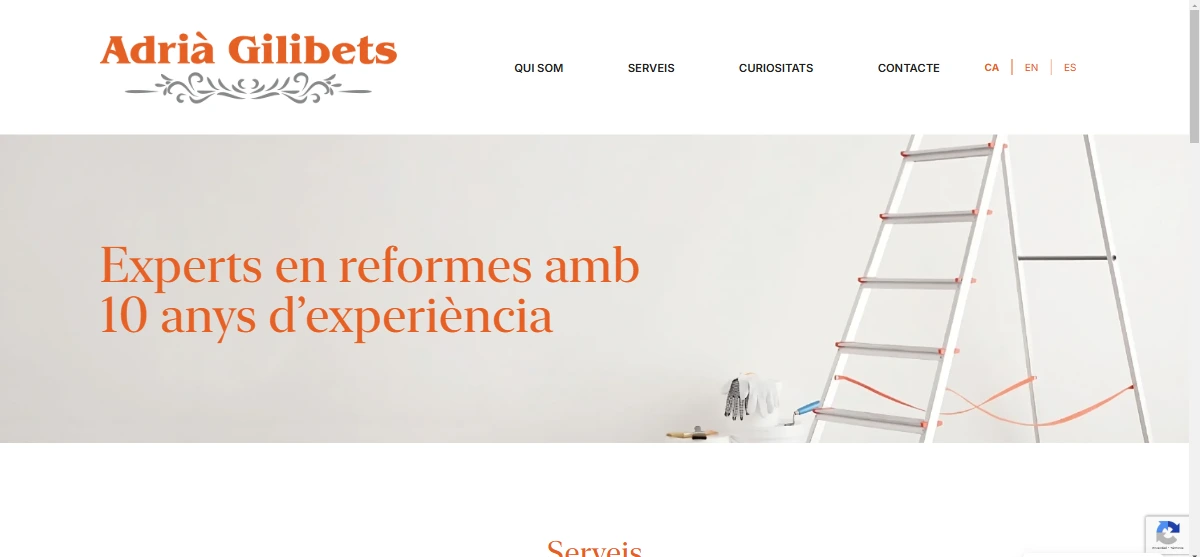 Adrià Gilibets
QUI SOM
SERVEIS
CURIOSITATS
CONTACTE
CA
EN
ES
Experts en reformes amb
10 anys d’experiència
Serveis